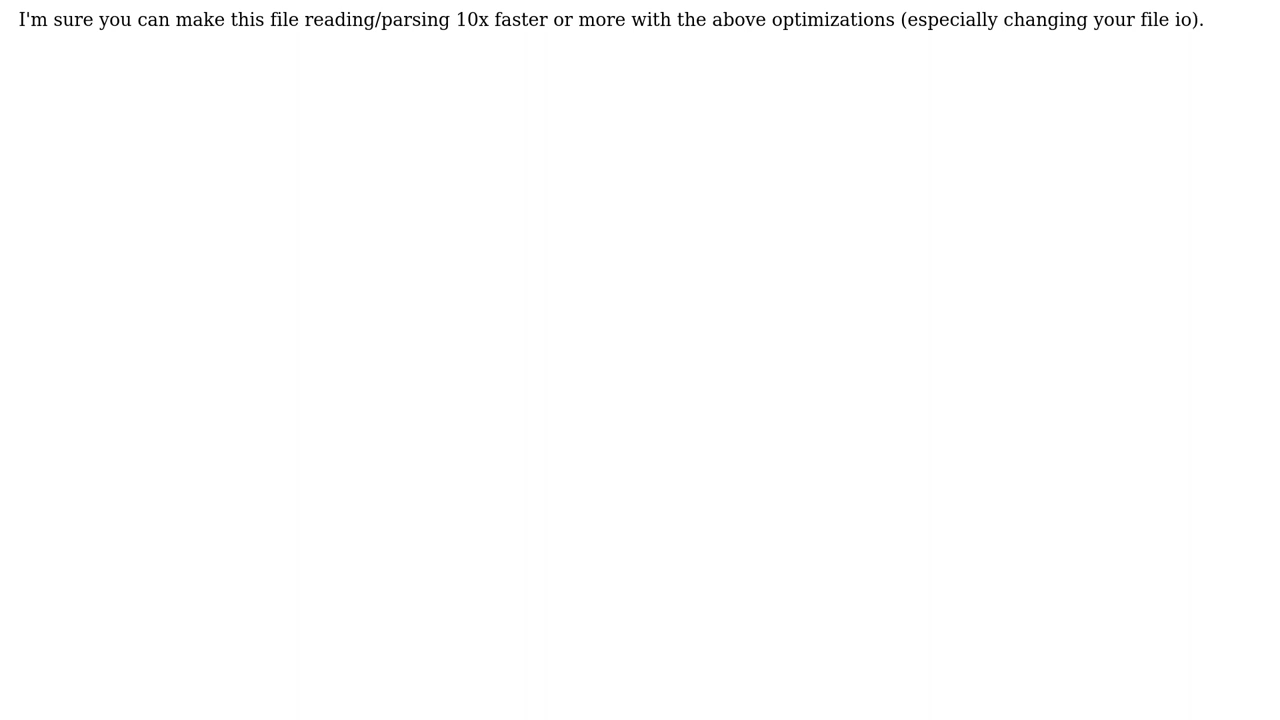 I'm sure you can make this file reading/parsing 10x faster or more with the above optimizations (especially changing your file io).